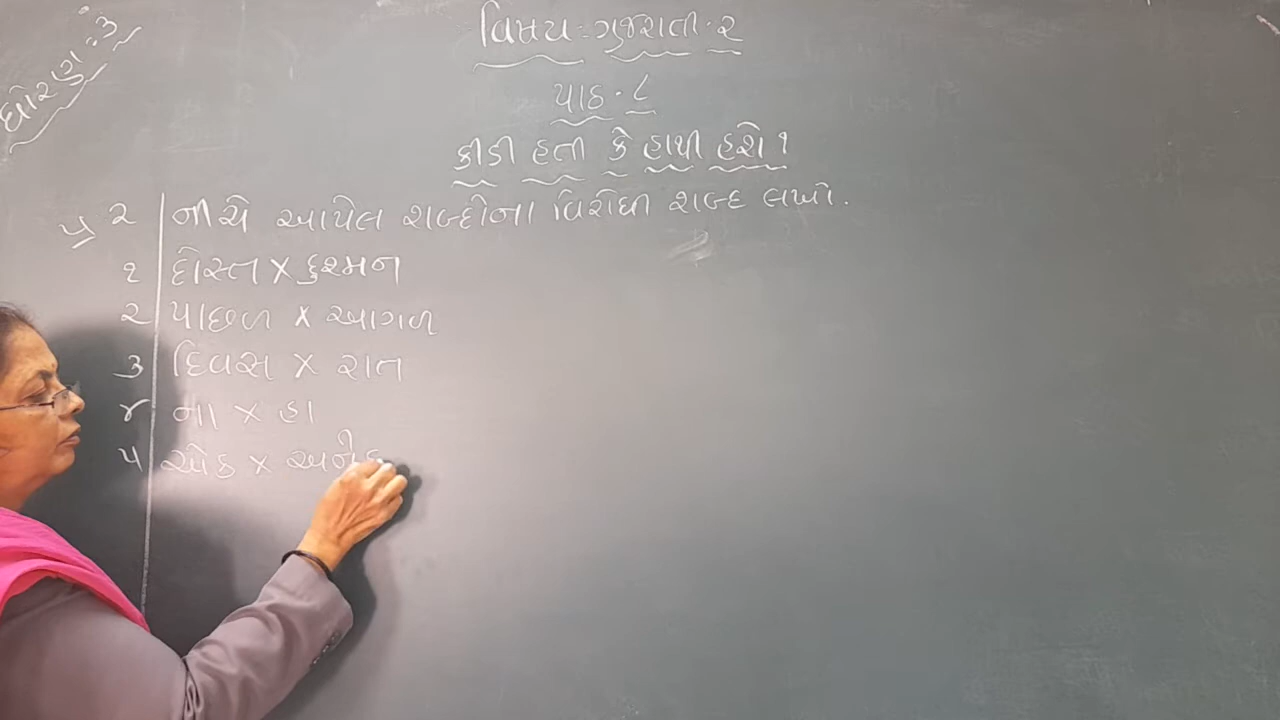 ધોરણ : ૩
વિષય : ગુજરાતી - ૨
પાઠ - ૮
કીડી હતી કે હાથી હશે ?
પ્ર ૨ નીચે આપેલ શબ્દોના વિરોધી શબ્દ લખો.
૧ દોસ્ત × દુશ્મન
૨ પાછળ × આગળ
૩ દિવસ × રાત
૪ ના × હા
૫ એક × અનેક